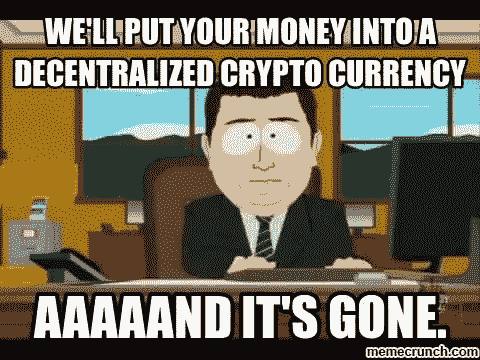 WE'LL PUT YOUR MONEY INTO A
DECENTRALIZED CRYPTO CURRENCY
AAAAAND IT'S GONE.
memecrunch.com